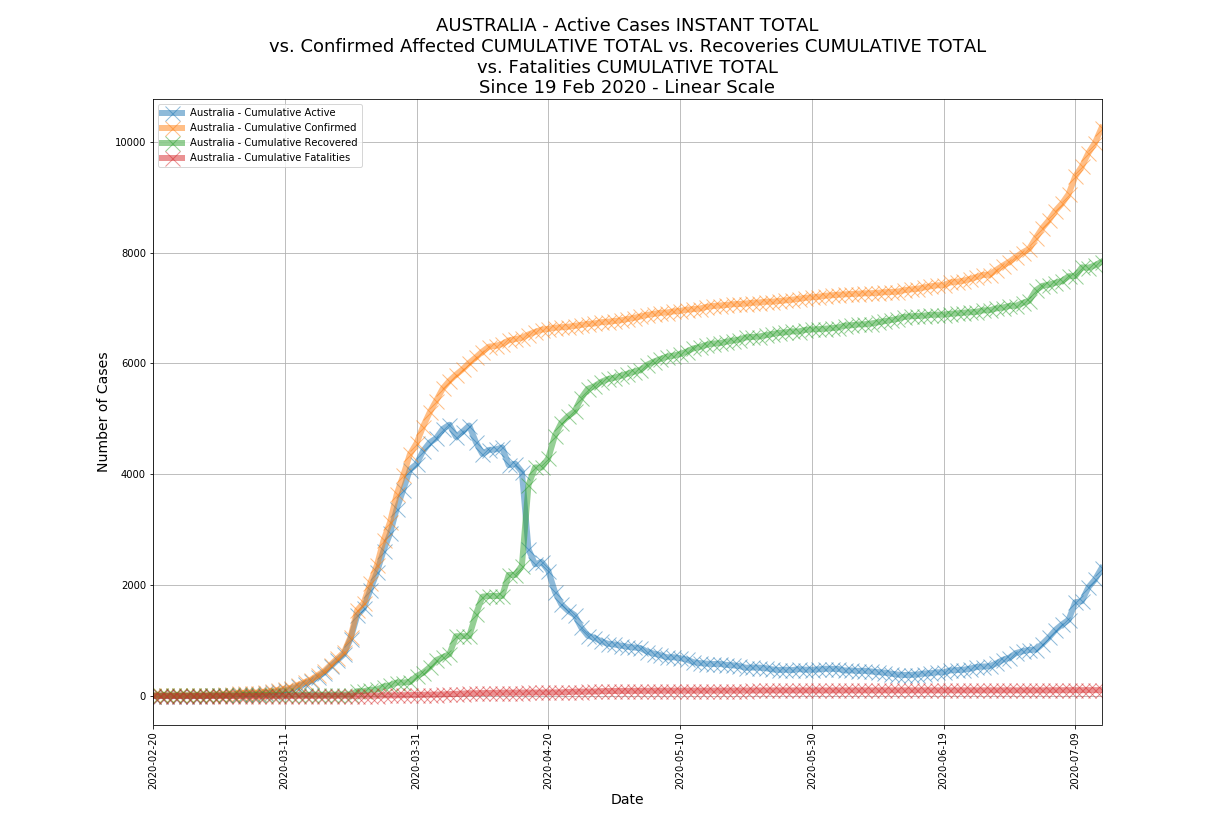 AUSTRALIA - Active Cases INSTANT TOTAL
vs. Confirmed Affected CUMULATIVE TOTAL vs. Recoveries CUMULATIVE TOTAL
vs. Fatalities CUMULATIVE TOTAL
Since 19 Feb 2020 - Linear Scale
Australia - Cumulative Active
Australia - Cumulative Confirmed
Australia - Cumulative Recovered
Australia - Cumulative Fatalities
Number of Cases
10000
8000
6000
4000
2000
0
2020-02-20
2020-03-11
2020-03-31
2020-04-20
2020-05-10
2020-05-30
2020-06-19
2020-07-09
Date